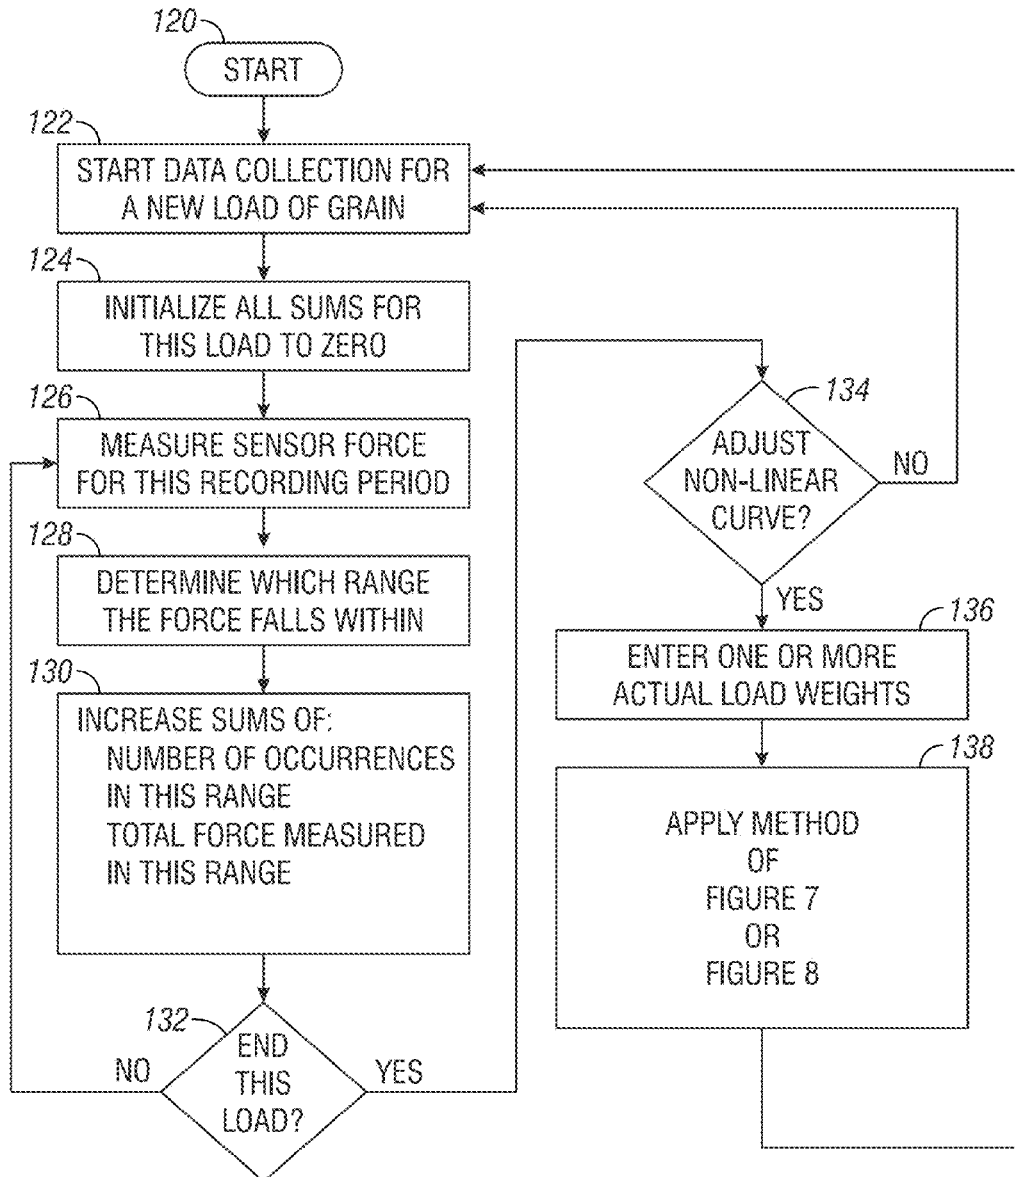 120
START
122
START DATA COLLECTION FOR
A NEW LOAD OF GRAIN
124
INITIALIZE ALL SUMS FOR
THIS LOAD TO ZERO
126
MEASURE SENSOR FORCE
FOR THIS RECORDING PERIOD
128
DETERMINE WHICH RANGE
THE FORCE FALLS WITHIN
130
INCREASE SUMS OF:
NUMBER OF OCCURRENCES
IN THIS RANGE
TOTAL FORCE MEASURED
IN THIS RANGE
132
END
THIS
LOAD?
NO
YES
134
ADJUST
NON-LINEAR
CURVE?
NO
YES
136
ENTER ONE OR MORE
ACTUAL LOAD WEIGHTS
138
APPLY METHOD
OF
FIGURE 7
OR
FIGURE 8